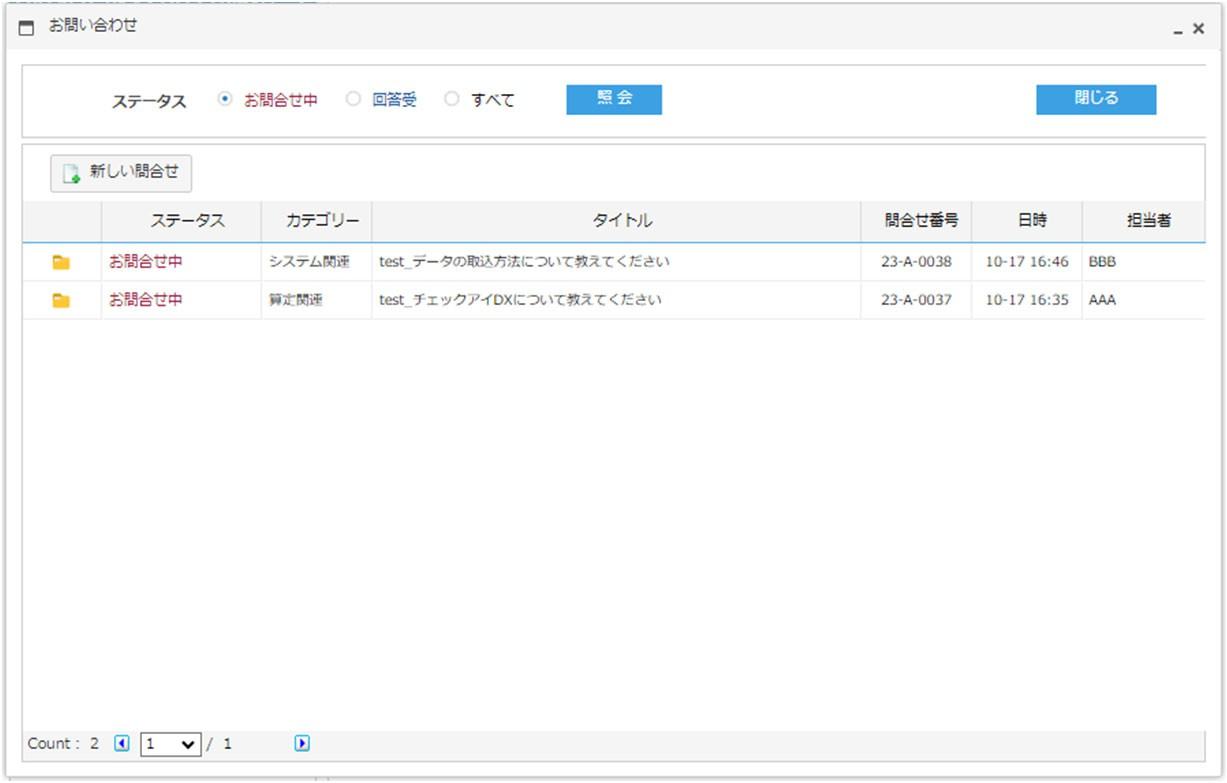 お問い合わせ
ステータス お問合せ中 回答受 すべて 照 会 閉じる
新しい問合せ
ステータス カテゴリー タイトル 問合せ番号 日時 担当者
お問合せ中 システム関連 test_データの取込方法について教えてください 23-A-0038 10-17 16:46 BBB
お問合せ中 算定関連 test_チェックアイDXについて教えてください 23-A-0037 10-17 16:35 AAA
Count : 2 1 / 1